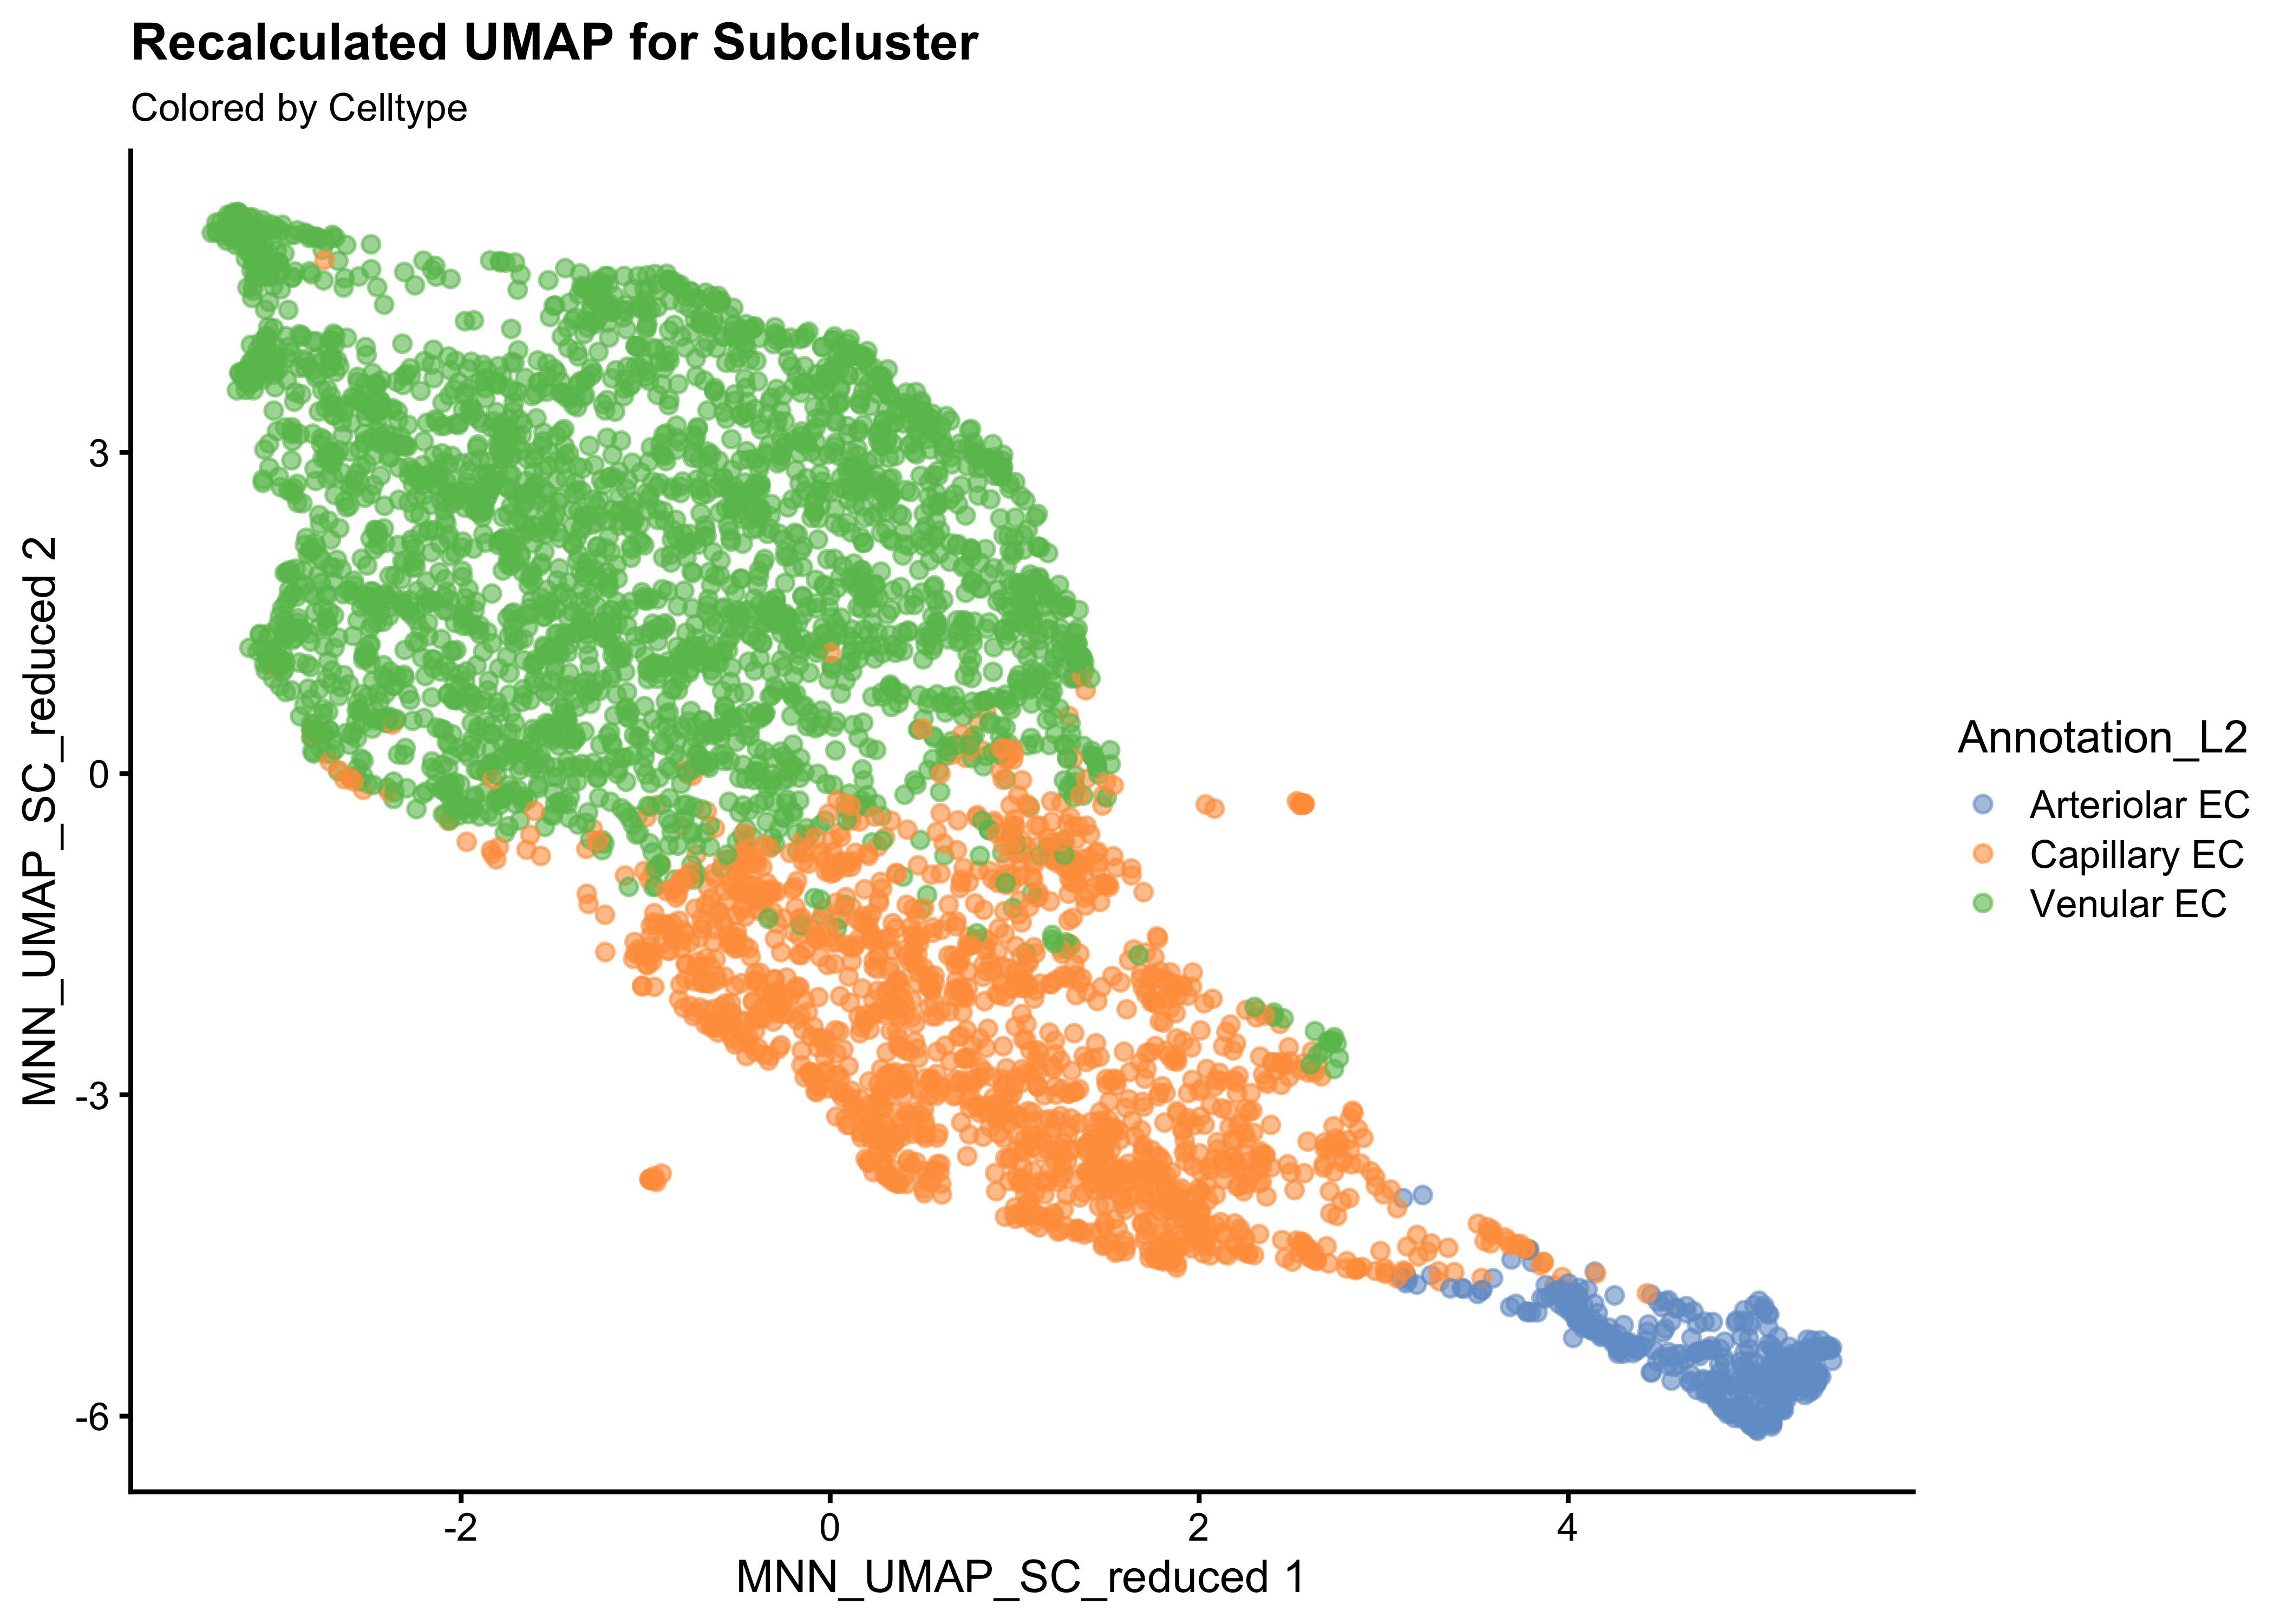 Recalculated UMAP for Subcluster
Colored by Celltype
MNN_UMAP_SC_reduced 2
3
0
-3
-6
-2
0
2
4
MNN_UMAP_SC_reduced 1
Annotation_L2
Arteriolar EC
Capillary EC
Venular EC